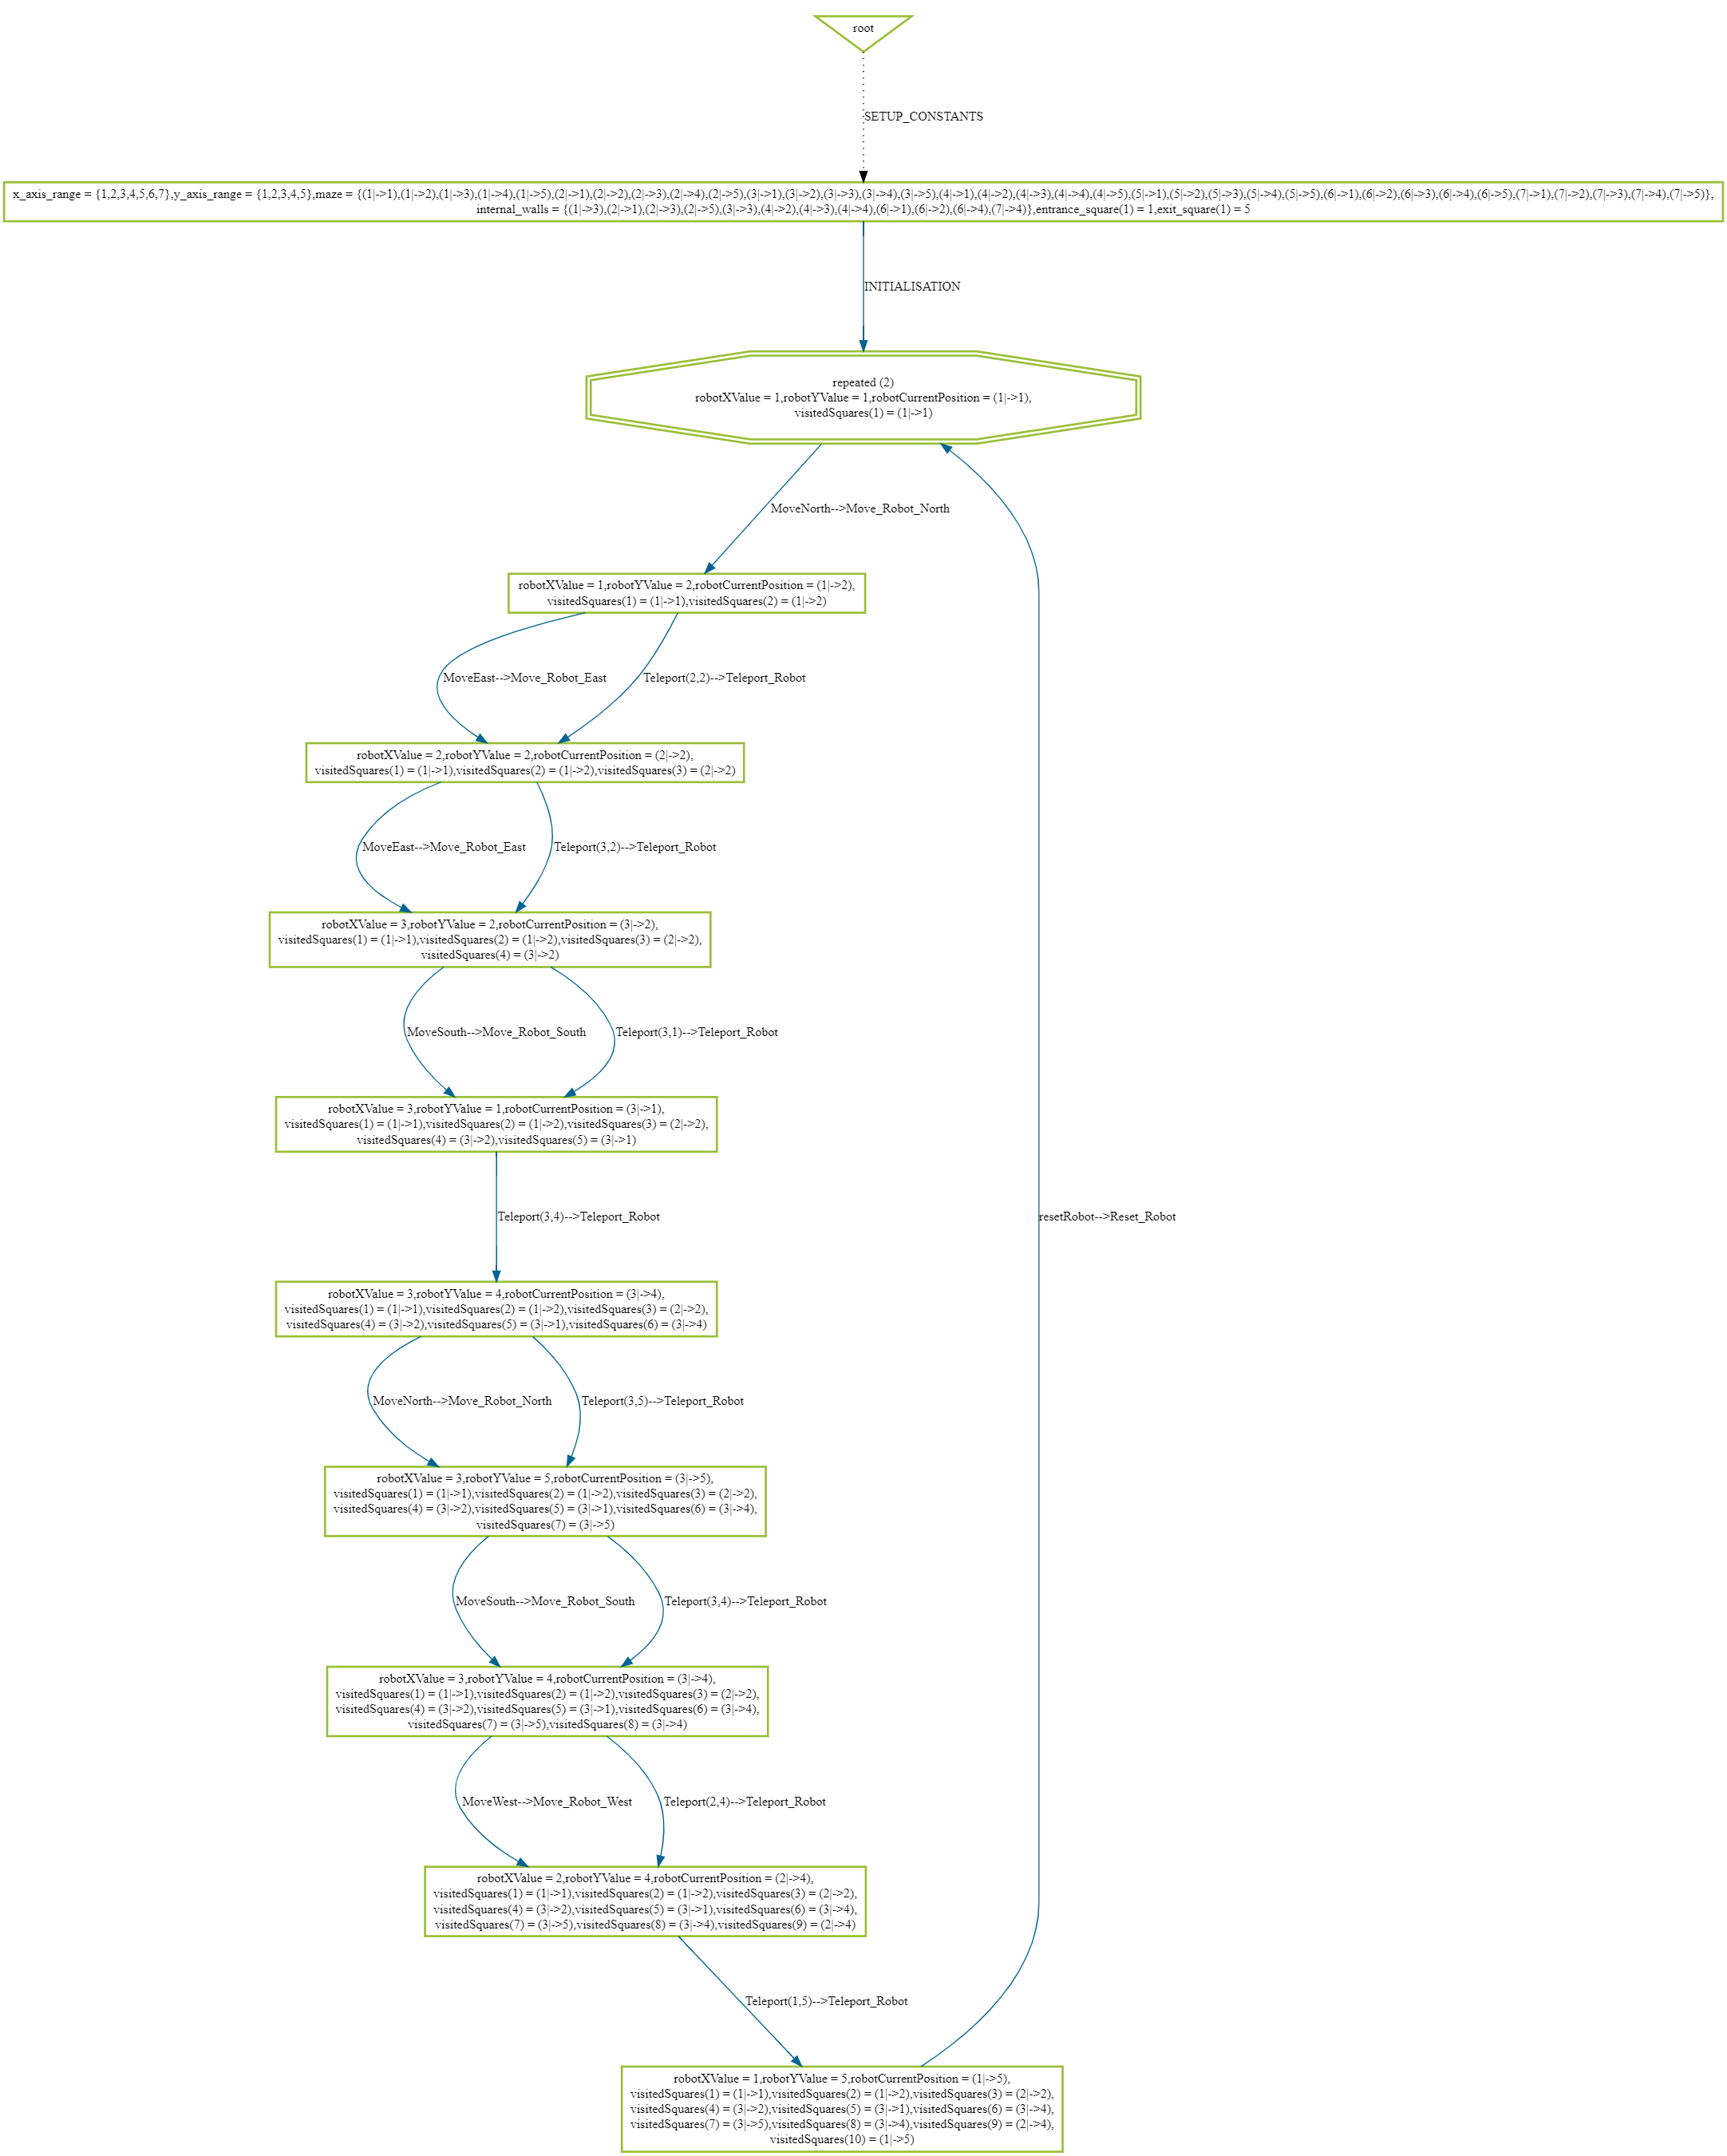 root
SETUP_CONSTANTS
x_axis_range = {1,2,3,4,5,6,7},y_axis_range = {1,2,3,4,5},maze = {(1|->1),(1|->2),(1|->3),(1|->4),(1|->5),(2|->1),(2|->2),(2|->3),(2|->4),(2|->5),(3|->1),(3|->2),(3|->3),(3|->4),(3|->5),(4|->1),(4|->2),(4|->3),(4|->4),(4|->5),(5|->1),(5|->2),(5|->3),(5|->4),(5|->5),(6|->1),(6|->2),(6|->3),(6|->4),(6|->5),(7|->1),(7|->2),(7|->3),(7|->4),(7|->5)},
internal_walls = {(1|->3),(2|->1),(2|->3),(2|->5),(3|->3),(4|->2),(4|->3),(4|->4),(6|->1),(6|->2),(6|->4),(7|->4)},entrance_square(1) = 1,exit_square(1) = 5
INITIALISATION
repeated (2)
robotXValue = 1,robotYValue = 1,robotCurrentPosition = (1|->1),
visitedSquares(1) = (1|->1)
MoveNorth-->Move_Robot_North
robotXValue = 1,robotYValue = 2,robotCurrentPosition = (1|->2),
visitedSquares(1) = (1|->1),visitedSquares(2) = (1|->2)
MoveEast-->Move_Robot_East
Teleport(2,2)-->Teleport_Robot
robotXValue = 2,robotYValue = 2,robotCurrentPosition = (2|->2),
visitedSquares(1) = (1|->1),visitedSquares(2) = (1|->2),visitedSquares(3) = (2|->2)
MoveEast-->Move_Robot_East
Teleport(3,2)-->Teleport_Robot
robotXValue = 3,robotYValue = 2,robotCurrentPosition = (3|->2),
visitedSquares(1) = (1|->1),visitedSquares(2) = (1|->2),visitedSquares(3) = (2|->2),
visitedSquares(4) = (3|->2)
MoveSouth-->Move_Robot_South
Teleport(3,1)-->Teleport_Robot
robotXValue = 3,robotYValue = 1,robotCurrentPosition = (3|->1),
visitedSquares(1) = (1|->1),visitedSquares(2) = (1|->2),visitedSquares(3) = (2|->2),
visitedSquares(4) = (3|->2),visitedSquares(5) = (3|->1)
Teleport(3,4)-->Teleport_Robot
resetRobot-->Reset_Robot
robotXValue = 3,robotYValue = 4,robotCurrentPosition = (3|->4),
visitedSquares(1) = (1|->1),visitedSquares(2) = (1|->2),visitedSquares(3) = (2|->2),
visitedSquares(4) = (3|->2),visitedSquares(5) = (3|->1),visitedSquares(6) = (3|->4)
MoveNorth-->Move_Robot_North
Teleport(3,5)-->Teleport_Robot
robotXValue = 3,robotYValue = 5,robotCurrentPosition = (3|->5),
visitedSquares(1) = (1|->1),visitedSquares(2) = (1|->2),visitedSquares(3) = (2|->2),
visitedSquares(4) = (3|->2),visitedSquares(5) = (3|->1),visitedSquares(6) = (3|->4),
visitedSquares(7) = (3|->5)
MoveSouth-->Move_Robot_South
Teleport(3,4)-->Teleport_Robot
robotXValue = 3,robotYValue = 4,robotCurrentPosition = (3|->4),
visitedSquares(1) = (1|->1),visitedSquares(2) = (1|->2),visitedSquares(3) = (2|->2),
visitedSquares(4) = (3|->2),visitedSquares(5) = (3|->1),visitedSquares(6) = (3|->4),
visitedSquares(7) = (3|->5),visitedSquares(8) = (3|->4)
MoveWest-->Move_Robot_West
Teleport(2,4)-->Teleport_Robot
robotXValue = 2,robotYValue = 4,robotCurrentPosition = (2|->4),
visitedSquares(1) = (1|->1),visitedSquares(2) = (1|->2),visitedSquares(3) = (2|->2),
visitedSquares(4) = (3|->2),visitedSquares(5) = (3|->1),visitedSquares(6) = (3|->4),
visitedSquares(7) = (3|->5),visitedSquares(8) = (3|->4),visitedSquares(9) = (2|->4)
Teleport(1,5)-->Teleport_Robot
robotXValue = 1,robotYValue = 5,robotCurrentPosition = (1|->5),
visitedSquares(1) = (1|->1),visitedSquares(2) = (1|->2),visitedSquares(3) = (2|->2),
visitedSquares(4) = (3|->2),visitedSquares(5) = (3|->1),visitedSquares(6) = (3|->4),
visitedSquares(7) = (3|->5),visitedSquares(8) = (3|->4),visitedSquares(9) = (2|->4),
visitedSquares(10) = (1|->5)